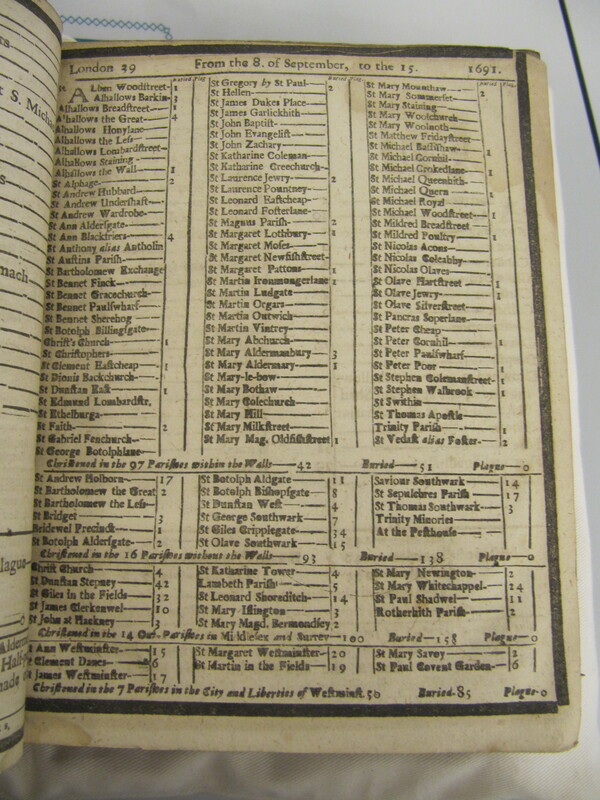 London 39 From the 8. of September, to the 15. 1691.
Buried Plag.
St Alban Woodstreet- 1
Alhallows Barkin- 3
Alhallows Breadstreet- 1
Alhallows the Great- 4
Alhallows Honylane
Alhallows the Less-
Alhallows Lombardstreet-
Alhallows Staining-
Alhallows the Wall- 1
St Alphage- 2
St Andrew Hubbard
St Andrew Undershaft-
St Andrew Wardrobe-
St Ann Aldersgate-
St Ann Blackfriers- 4
St Anthony alias Antholin
St Austins Parish-
St Bartholomew Exchange
St Bennet Finck- 1
St Bennet Gracechurch-
St Bennet Paulswharf-
St Bennet Sherehog
St Botolph Billingsgate-
Christ's Church- 1
St Christophers-
St Clement Eastcheap- 1
St Dionis Backchurch-
St Dunstan East- 1
St Edmund Lombardstr.
St Ethelburga-
St Faith- 2
St Gabriel Fenchurch-
St George Botolphlane-
Buried Plag.
St Gregory by St Paul-
St Hellen- 2
St James Dukes Place-
St James Garlickhith-
St John Baptist-
St John Evangelist-
St John Zachary-
St Katharine Coleman-
St Katharine Creechurch-
St Laurence Jewry- 2
St Laurence Pountney-
St Leonard Eastcheap-
St Leonard Fosterlane-
St Magnus Parish- 2
St Margaret Lothbury- 1
St Margaret Moses-
St Margaret Newfishstreet-
St Margaret Pattons- 1
St Martin Ironmongerlane 1
St Martin Ludgate-
St Martin Orgars-
St Martin Outwich-
St Martin Vintrey-
St Mary Abchurch-
St Mary Aldermanbury- 3
St Mary Aldermary- 1
St Mary-le-bow-
St Mary Bothaw-
St Mary Colechurch-
St Mary Hill-
St Mary Milkstreet-
St Mary Mag. Oldfishstreet 1
Buried Plag.
St Mary Mounthaw-
St Mary Sommerset- 2
St Mary Staining-
St Mary Woolchurch-
St Mary Woolnoth-
St Matthew Fridaystreet-
St Michael Bassishaw-
St Michael Cornhil- 1
St Michael Crokedlane-
St Michael Queenhith- 1
St Michael Quern-
St Michael Royal-
St Michael Woodstreet- 1
St Mildred Breadstreet-
St Mildred Poultry- 1
St Nicolas Acons-
St Nicolas Coleabby-
St Nicolas Olaves-
St Olave Hartstreet- 1
St Olave Jewry- 1
St Olave Silverstreet-
St Pancras Soperlane-
St Peter Cheap-
St Peter Cornhil- 1
St Peter Paulswharf-
St Peter Poor- 1
St Stephen Colemanstreet- 1
St Stephen Walbrook- 1
St Swithin-
St Thomas Apostle-
Trinity Parish- 1
St Vedast alias Foster- 2
Christened in the 97 Parishes within the Walls- 42 Buried- 51 Plague- 0
St Andrew Holborn- 17
St Bartholomew the Great 2
St Bartholomew the Less-
St Bridget- 3
Bridewel Precinct- 1
St Botolph Aldersgate- 2
St Botolph Aldgate- 11
St Botolph Bishopsgate- 8
St Dunstan West- 4
St George Southwark- 7
St Giles Cripplegate- 34
St Olave Southwark- 15
Saviours Southwark- 14
St Sepulchres Parish- 17
St Thomas Southwark- 3
Trinity Minories-
At the Pesthouse-
Christened in the 16 Parishes without the Walls- 93 Buried- 138 Plague- 0
Christ Church- 4
St Dunstan Stepney- 42
St Giles in the Fields- 32
St James Clerkenwel- 10
St John at Hackney- 3
St Katharine Tower- 4
Lambeth Parish- 5
St Leonard Shoreditch- 14
St Mary Islington- 3
St Mary Magd. Bermondsey 2
St Mary Newington- 2
St Mary Whitechappel- 24
St Paul Shadwel- 11
Rotherhith Parish- 2
Christened in the 14 Out-Parishes in Middlesex and Surrey- 100 Buried- 158 Plague- 0
St Ann Westminster- 15
St Clement Danes- 6
St James Westminster- 17
St Margaret Westminster- 20
St Martin in the Fields- 19
St Mary Savoy- 2
St Paul Covent Garden- 6
Christened in the 7 Parishes in the City and Liberties of Westminst. 50 Buried- 85 Plague- 0